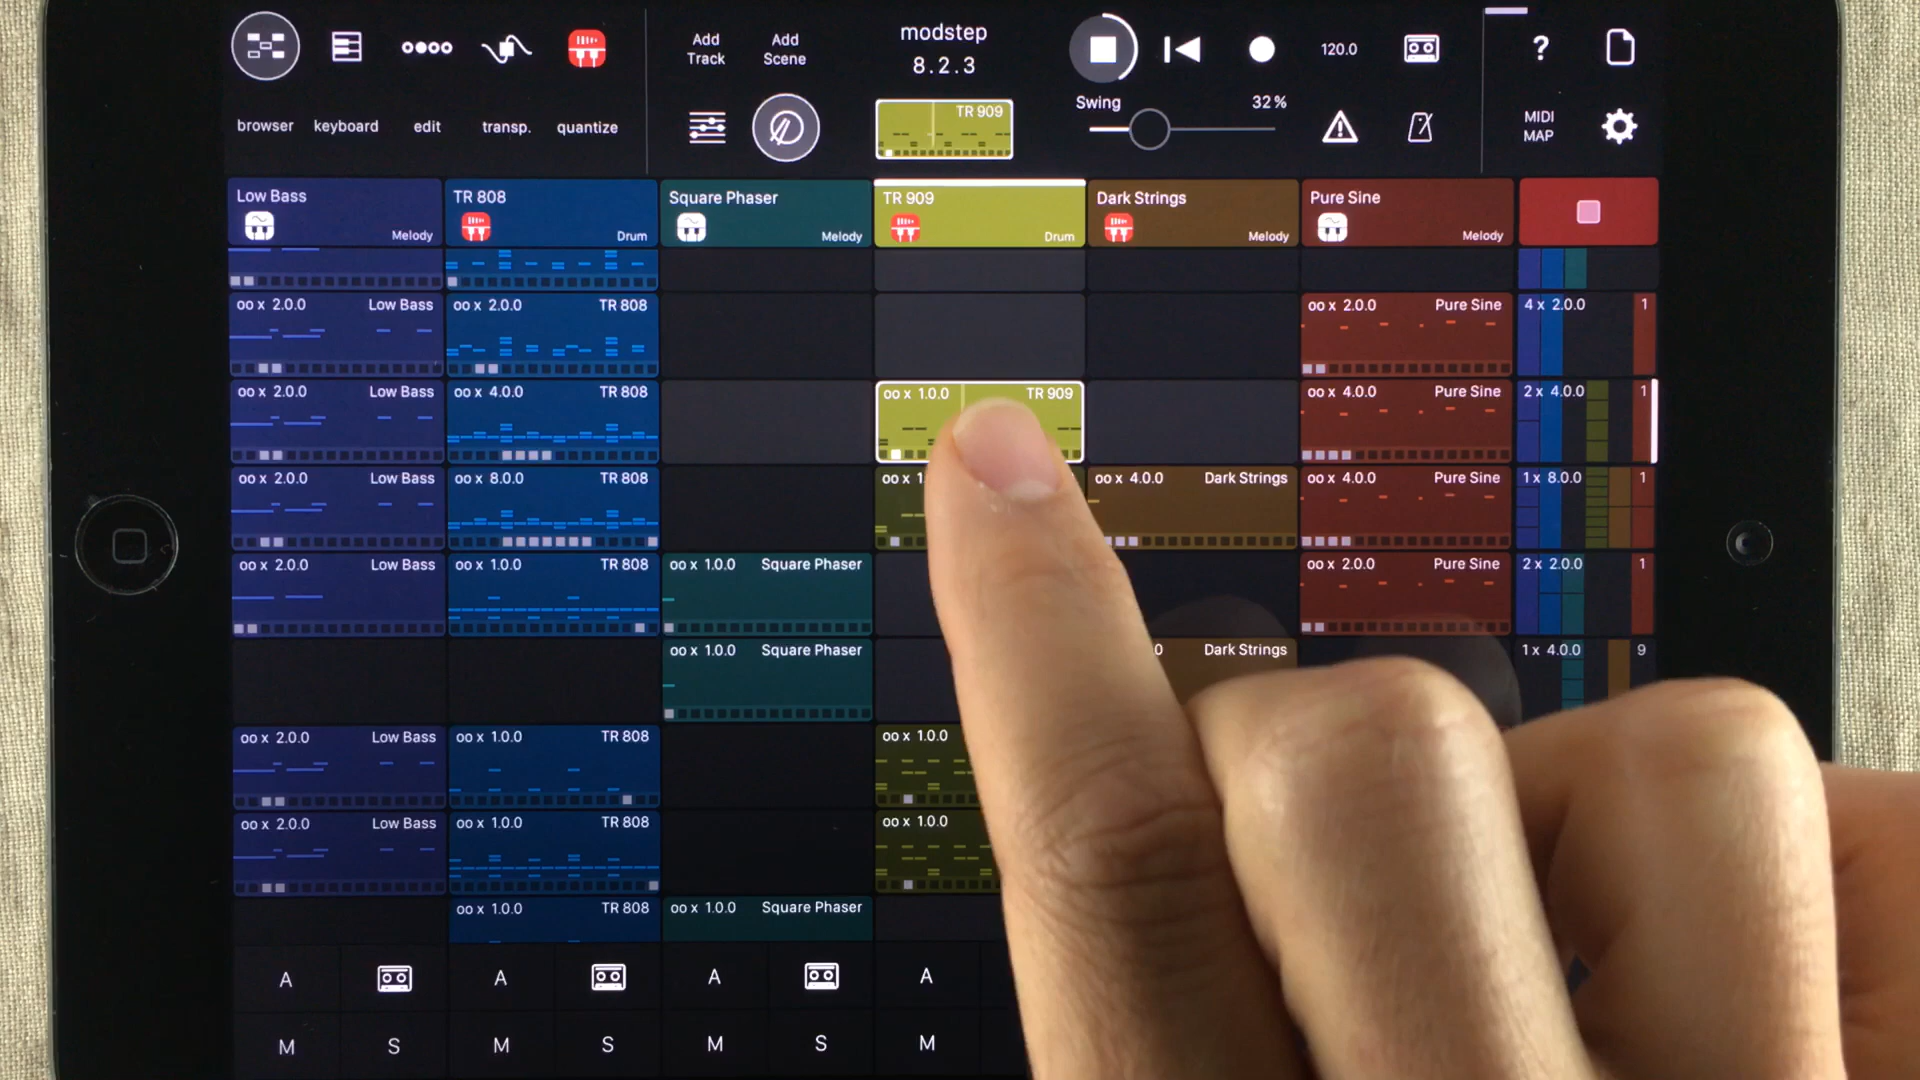 Add Track
Add Scene
modstep
8.2.3
120.0
?
browser
keyboard
edit
transp.
quantize
TR 909
Swing
32%
MIDI MAP
Low Bass
Melody
TR 808
Drum
Square Phaser
Melody
TR 909
Drum
Dark Strings
Melody
Pure Sine
Melody
oo x 2.0.0 Low Bass
oo x 2.0.0 TR 808
oo x 2.0.0 Pure Sine
4 x 2.0.0 1
oo x 2.0.0 Low Bass
oo x 4.0.0 TR 808
oo x 1.0.0 TR 909
oo x 4.0.0 Pure Sine
2 x 4.0.0 1
oo x 2.0.0 Low Bass
oo x 8.0.0 TR 808
oo x
oo x 4.0.0 Dark Strings
oo x 4.0.0 Pure Sine
1 x 8.0.0 1
oo x 2.0.0 Low Bass
oo x 1.0.0 TR 808
oo x 1.0.0 Square Phaser
oo x 2.0.0 Pure Sine
2 x 2.0.0 1
oo x 1.0.0 Square Phaser
Dark Strings
1 x 4.0.0 9
oo x 2.0.0 Low Bass
oo x 1.0.0 TR 808
oo x 1.0.0
oo x 2.0.0 Low Bass
oo x 1.0.0 TR 808
oo x 1.0.0
oo x 1.0.0 TR 808
oo x 1.0.0 Square Phaser
A A A A
M S M S M S M